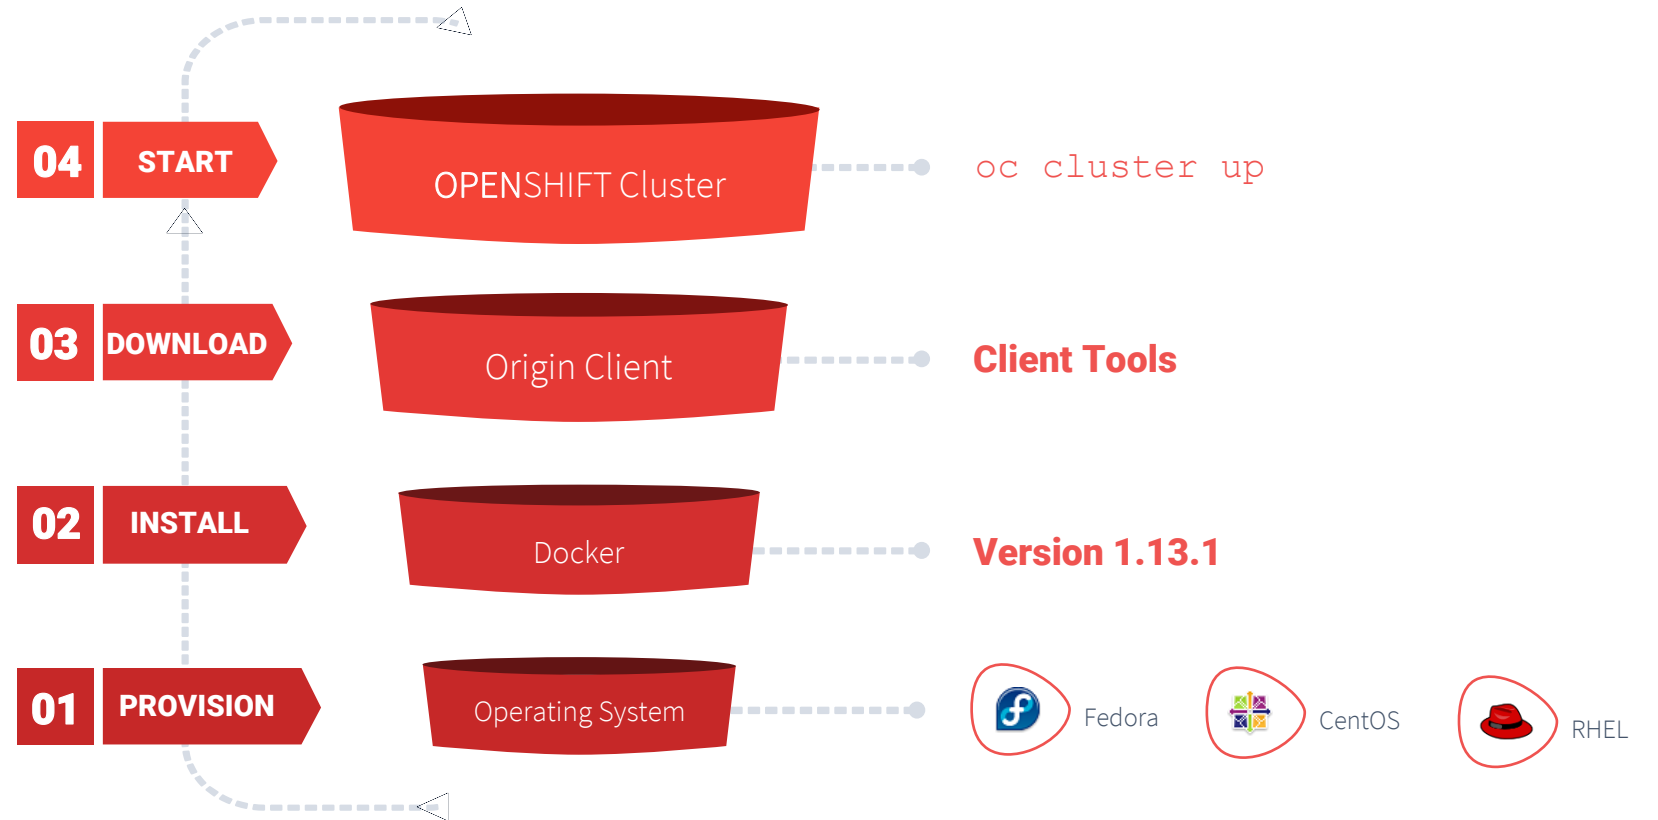 04
START
OPENSHIFT Cluster
oc cluster up
03
DOWNLOAD
Origin Client
Client Tools
02
INSTALL
Docker
Version 1.13.1
01
PROVISION
Operating System
Fedora
CentOS
RHEL